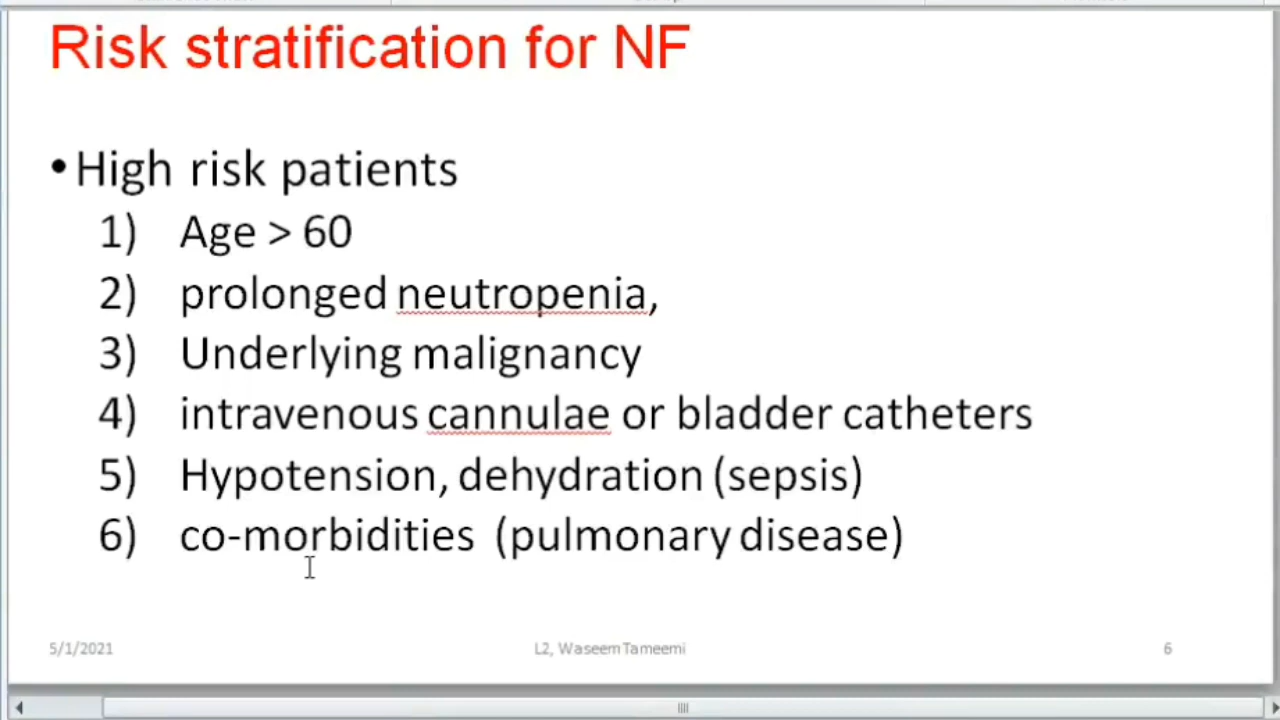 Risk stratification for NF
•High risk patients
1) Age > 60
2) prolonged neutropenia,
3) Underlying malignancy
4) intravenous cannulae or bladder catheters
5) Hypotension, dehydration (sepsis)
6) co-morbidities (pulmonary disease)
5/1/2021 L2, Waseem Tameemi 6